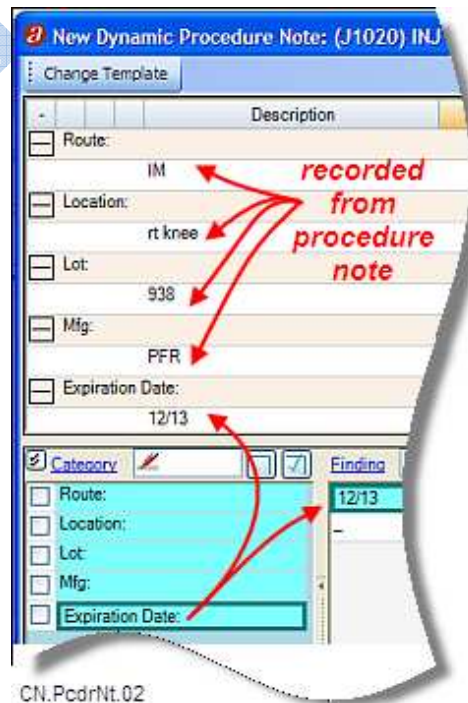 New Dynamic Procedure Note: (J1020) INJ
Change Template
Description
Route:
IM
recorded
from
procedure
note
Location:
rt knee
Lot:
938
Mfg:
PFR
Expiration Date:
12/13
Category
Finding
Route:
12/13
Location:
–
Lot:
Mfg:
Expiration Date:
CN.PcdrNt.02